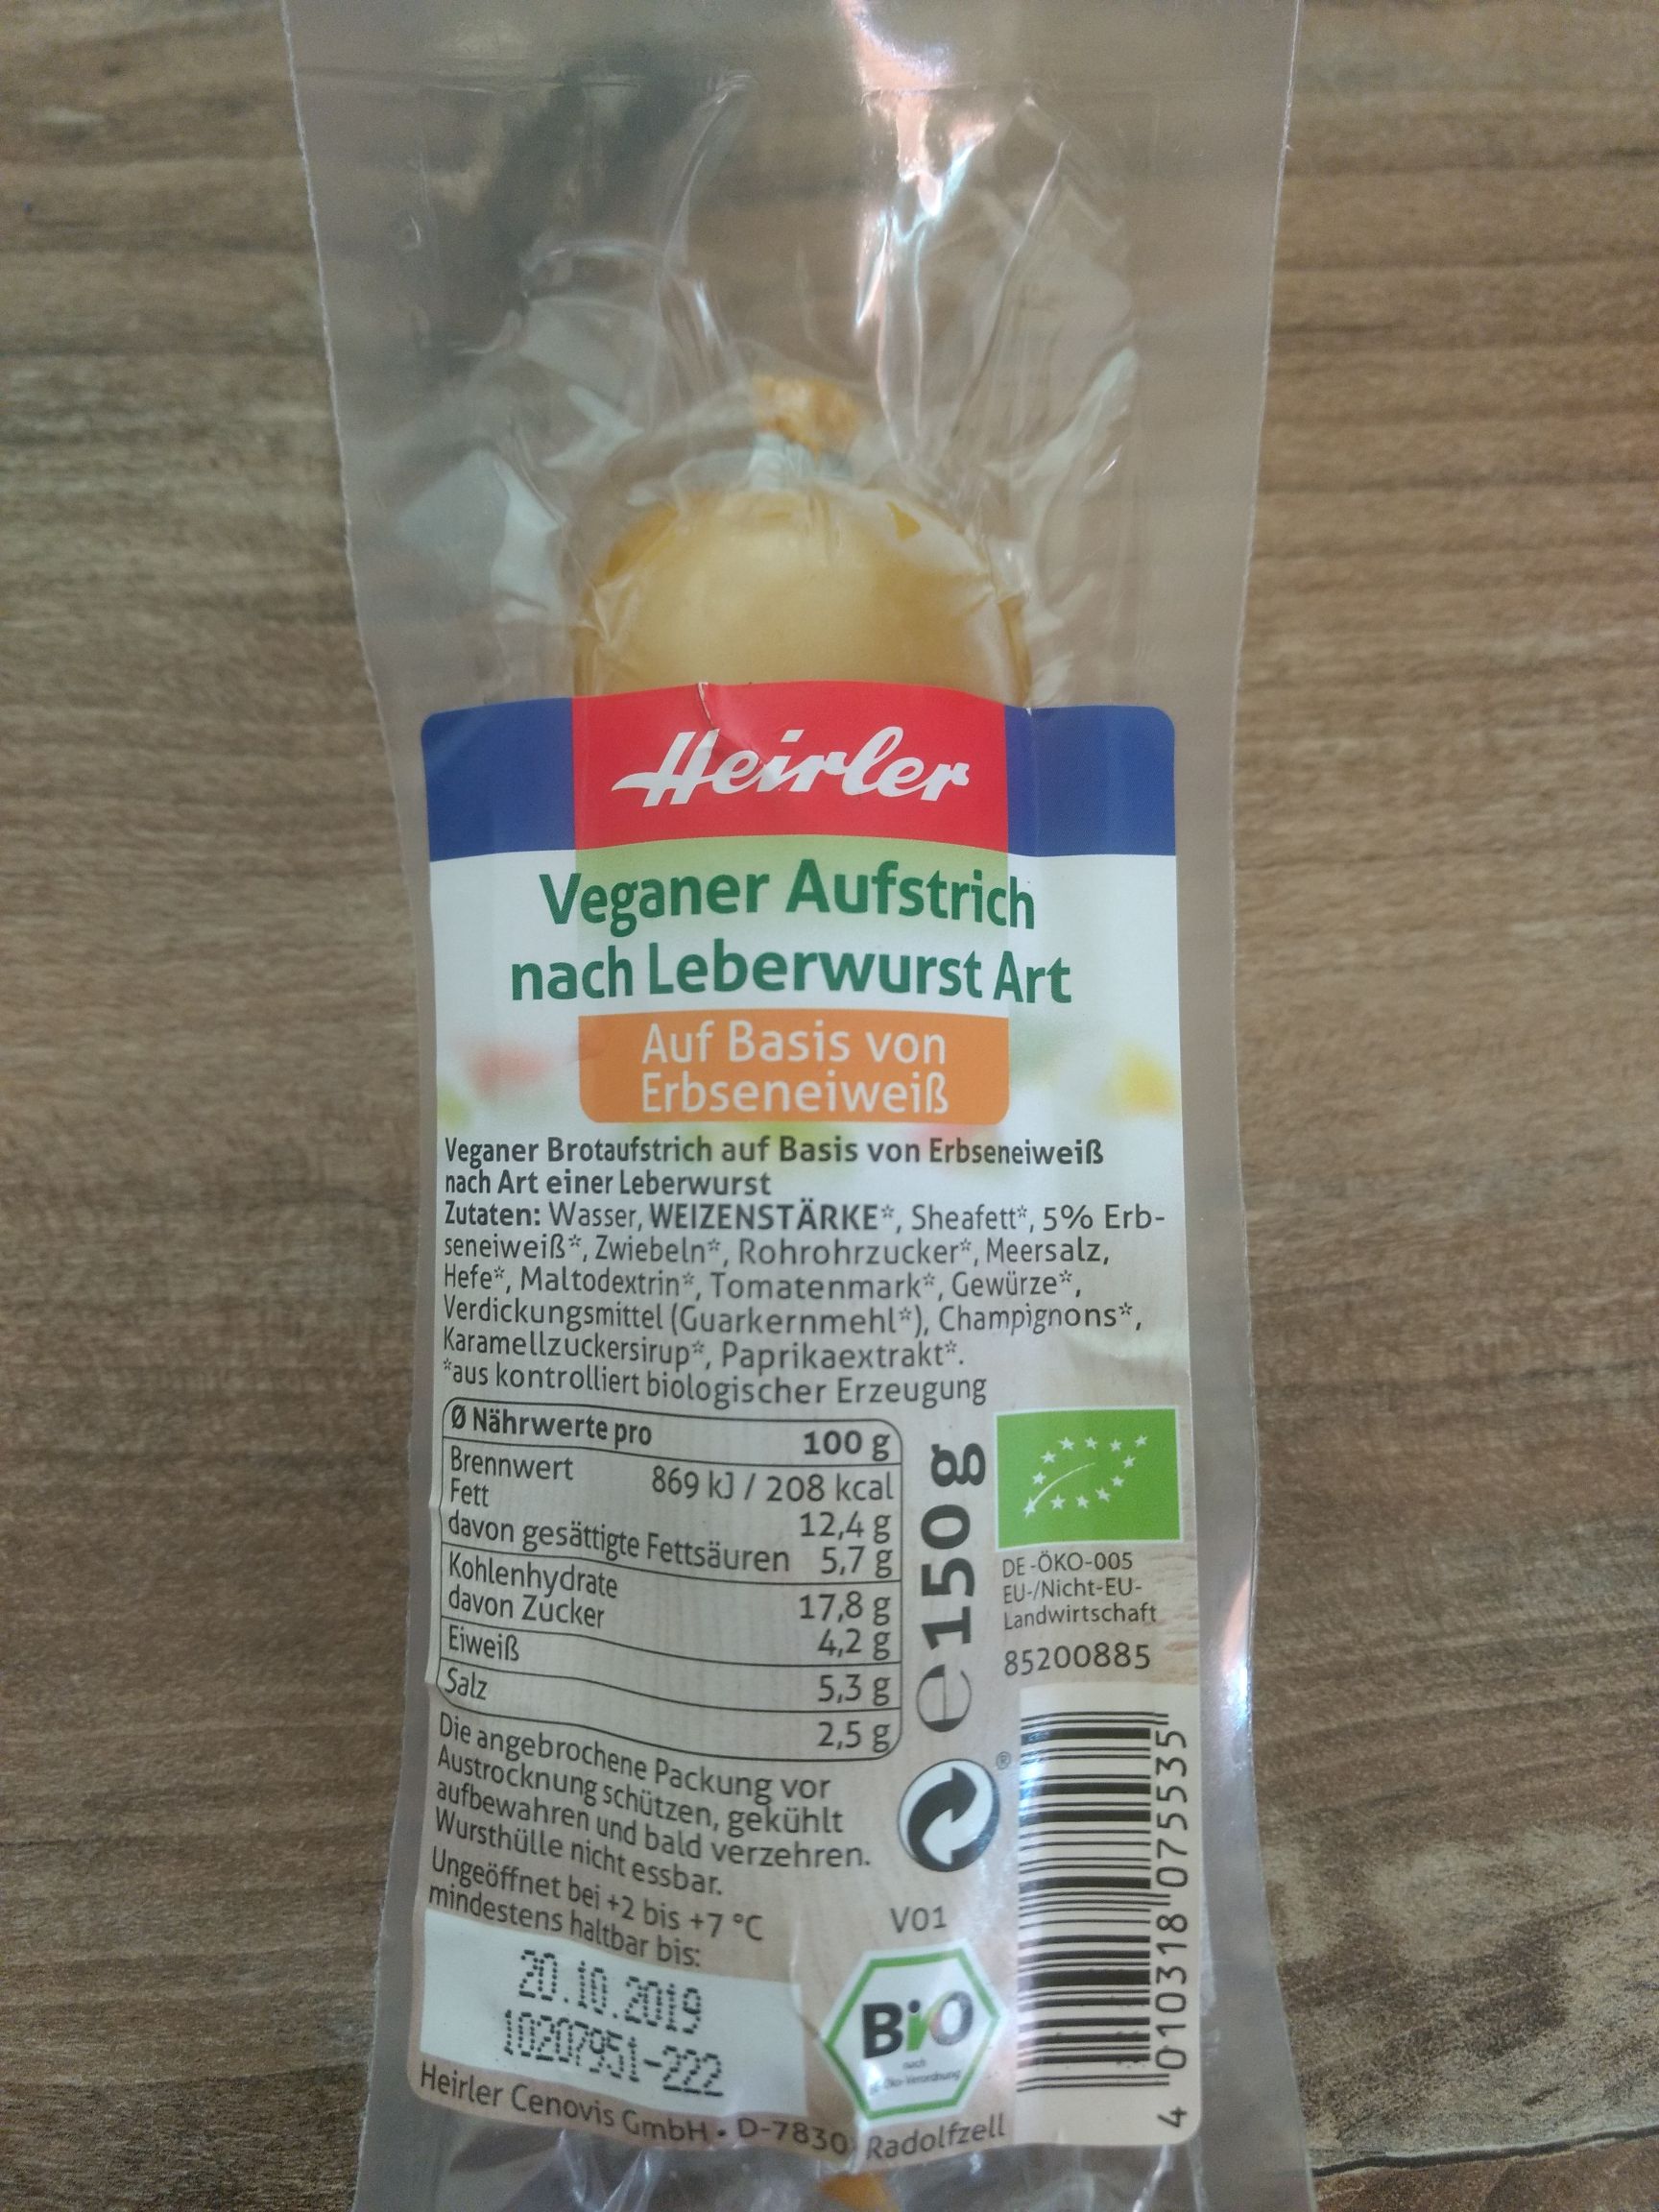 Heirler
Veganer Aufstrich
nach Leberwurst Art
Auf Basis von
Erbseneiweiß
Veganer Brotaufstrich auf Basis von Erbseneiweiß
nach Art einer Leberwurst
Zutaten: Wasser, WEIZENSTÄRKE*, Sheafett*, 5% Erb-
seneiweiß*, Zwiebeln*, Rohrohrzucker*, Meersalz,
Hefe*, Maltodextrin*, Tomatenmark*, Gewürze*,
Verdickungsmittel (Guarkernmehl*), Champignons*,
Karamellzuckersirup*, Paprikaextrakt*.
*aus kontrolliert biologischer Erzeugung
Ø Nährwerte pro 100 g
Brennwert 869 kJ / 208 kcal
Fett 12,4 g
davon gesättigte Fettsäuren 5,7 g
Kohlenhydrate 17,8 g
davon Zucker 4,2 g
Eiweiß 5,3 g
Salz 2,5 g
e150g
DE-ÖKO-005
EU-/Nicht-EU-
Landwirtschaft
85200885
Die angebrochene Packung vor
Austrocknung schützen, gekühlt
aufbewahren und bald verzehren.
Wursthülle nicht essbar.
Ungeöffnet bei +2 bis +7 °C
mindestens haltbar bis:
20.10.2019
10207951-222
®
V01
Bio
nach
EG-Öko-Verordnung
4 010318 075535
Heirler Cenovis GmbH • D-7830 Radolfzell